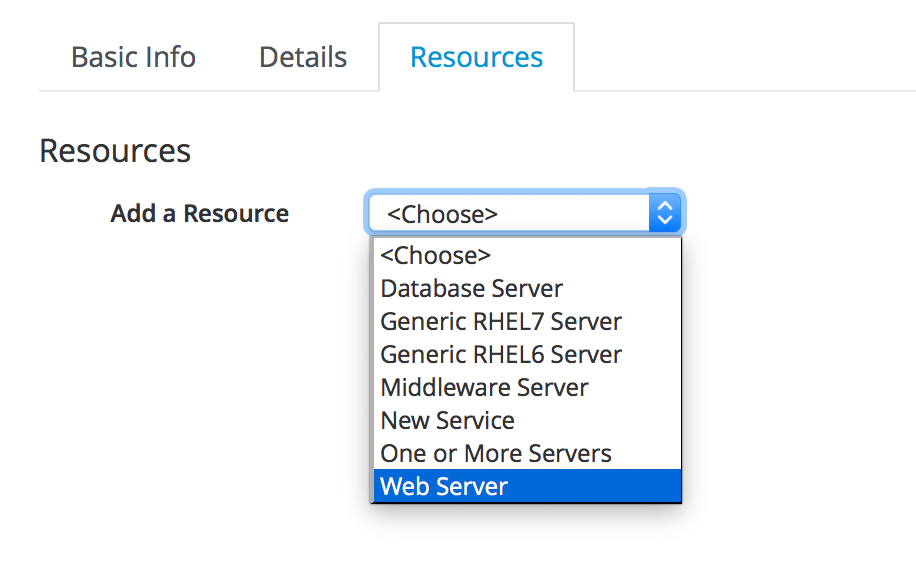 Basic Info Details Resources
Resources
Add a Resource <Choose>
<Choose>
Database Server
Generic RHEL7 Server
Generic RHEL6 Server
Middleware Server
New Service
One or More Servers
Web Server